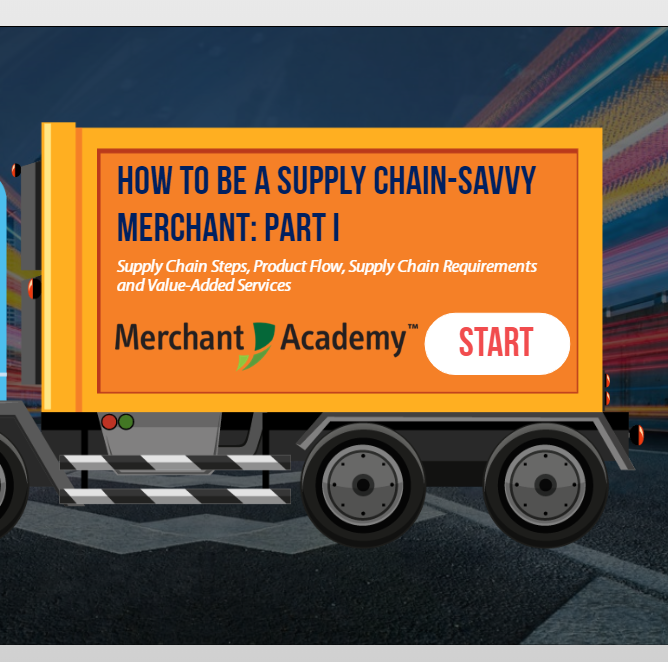 HOW TO BE A SUPPLY CHAIN-SAVVY
MERCHANT: PART I
Supply Chain Steps, Product Flow, Supply Chain Requirements
and Value-Added Services
Merchant Academy™
START